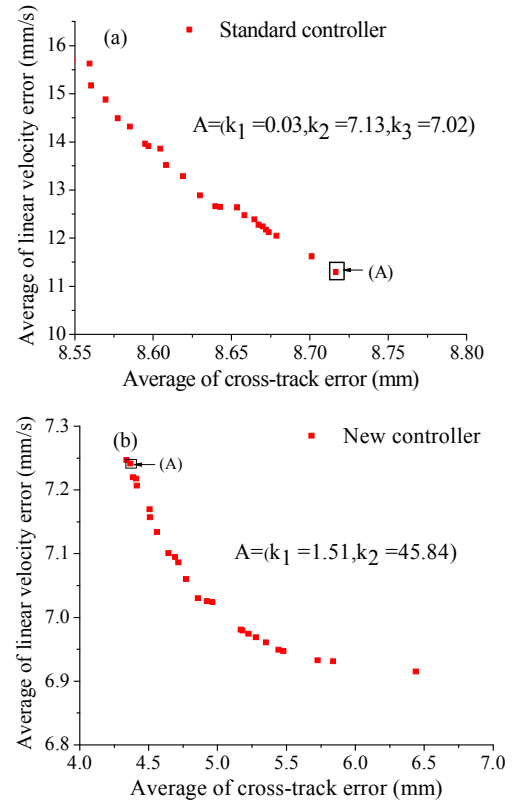 (a)
Standard controller
A=(k1 =0.03,k2 =7.13,k3 =7.02)
(A)
Average of linear velocity error (mm/s)
16
15
14
13
12
11
10
8.55 8.60 8.65 8.70 8.75 8.80
Average of cross-track error (mm)
(b)
New controller
(A)
A=(k1 =1.51,k2 =45.84)
Average of linear velocity error (mm/s)
7.3
7.2
7.1
7.0
6.9
6.8
4.0 4.5 5.0 5.5 6.0 6.5 7.0
Average of cross-track error (mm)